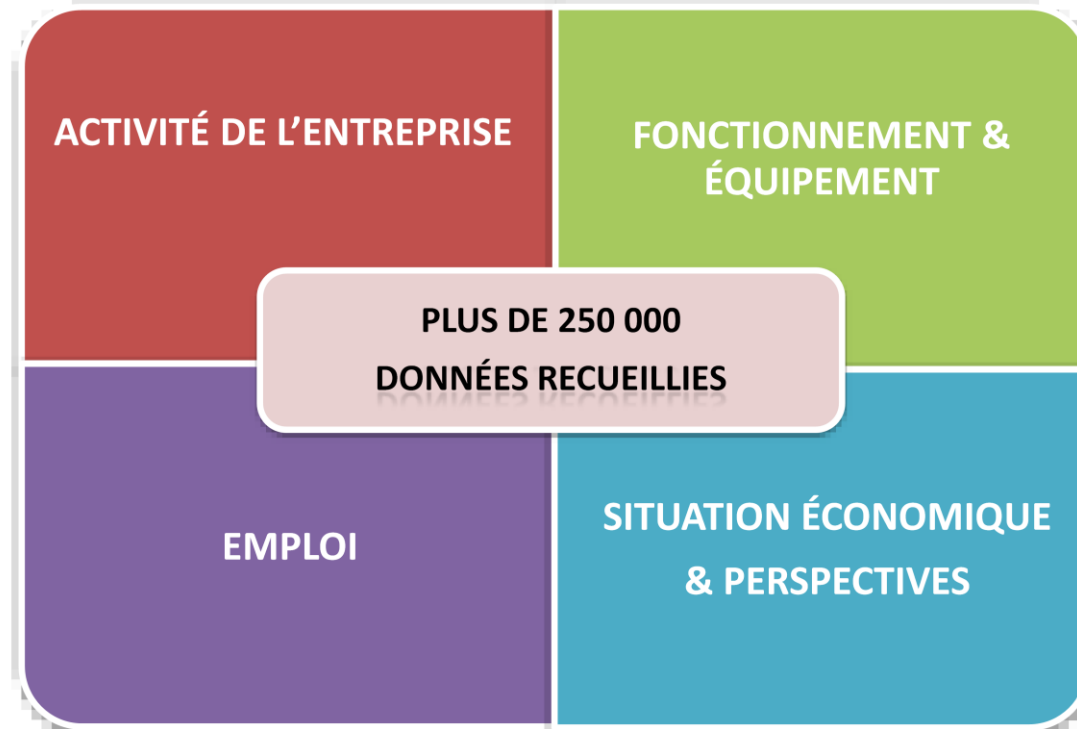 ACTIVITÉ DE L’ENTREPRISE
FONCTIONNEMENT &
ÉQUIPEMENT
PLUS DE 250 000
DONNÉES RECUEILLIES
EMPLOI
SITUATION ÉCONOMIQUE
& PERSPECTIVES